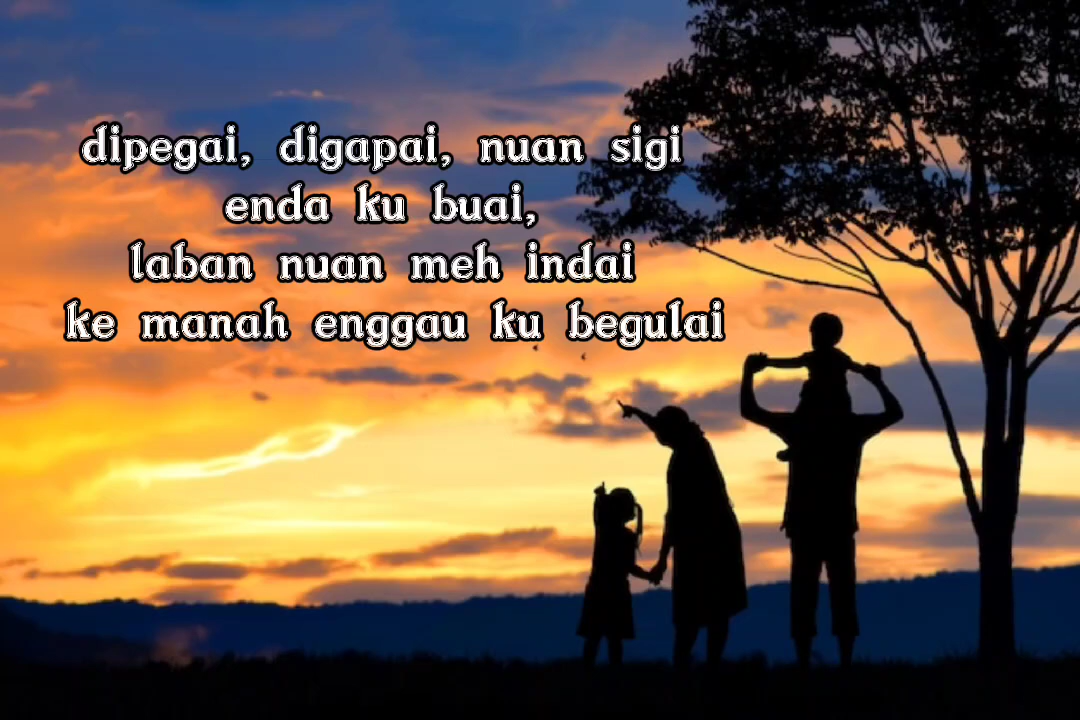 dipegai, digapai, nuan sigi
enda ku buai,
laban nuan meh indai
ke manah enggau ku begulai